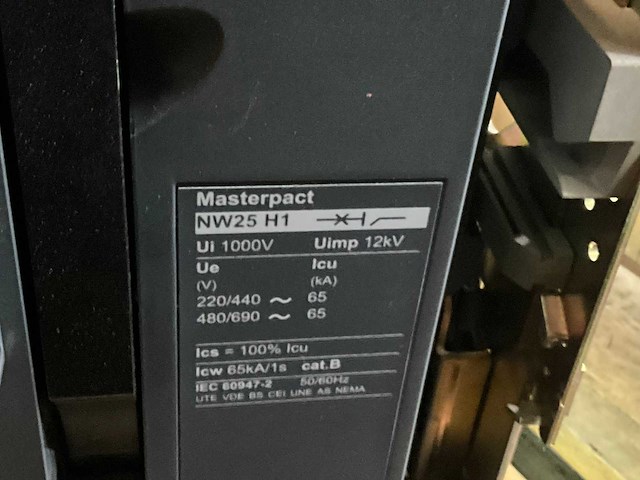 Masterpact
NW25 H1
Ui 1000V Uimp 12kV
Ue Icu
(V) (kA)
220/440 ~ 65
480/690 ~ 65
Ics = 100% Icu
Icw 65kA/1s cat.B
IEC 60947-2 50/60Hz
UTE VDE BS CEI UNE AS NEMA